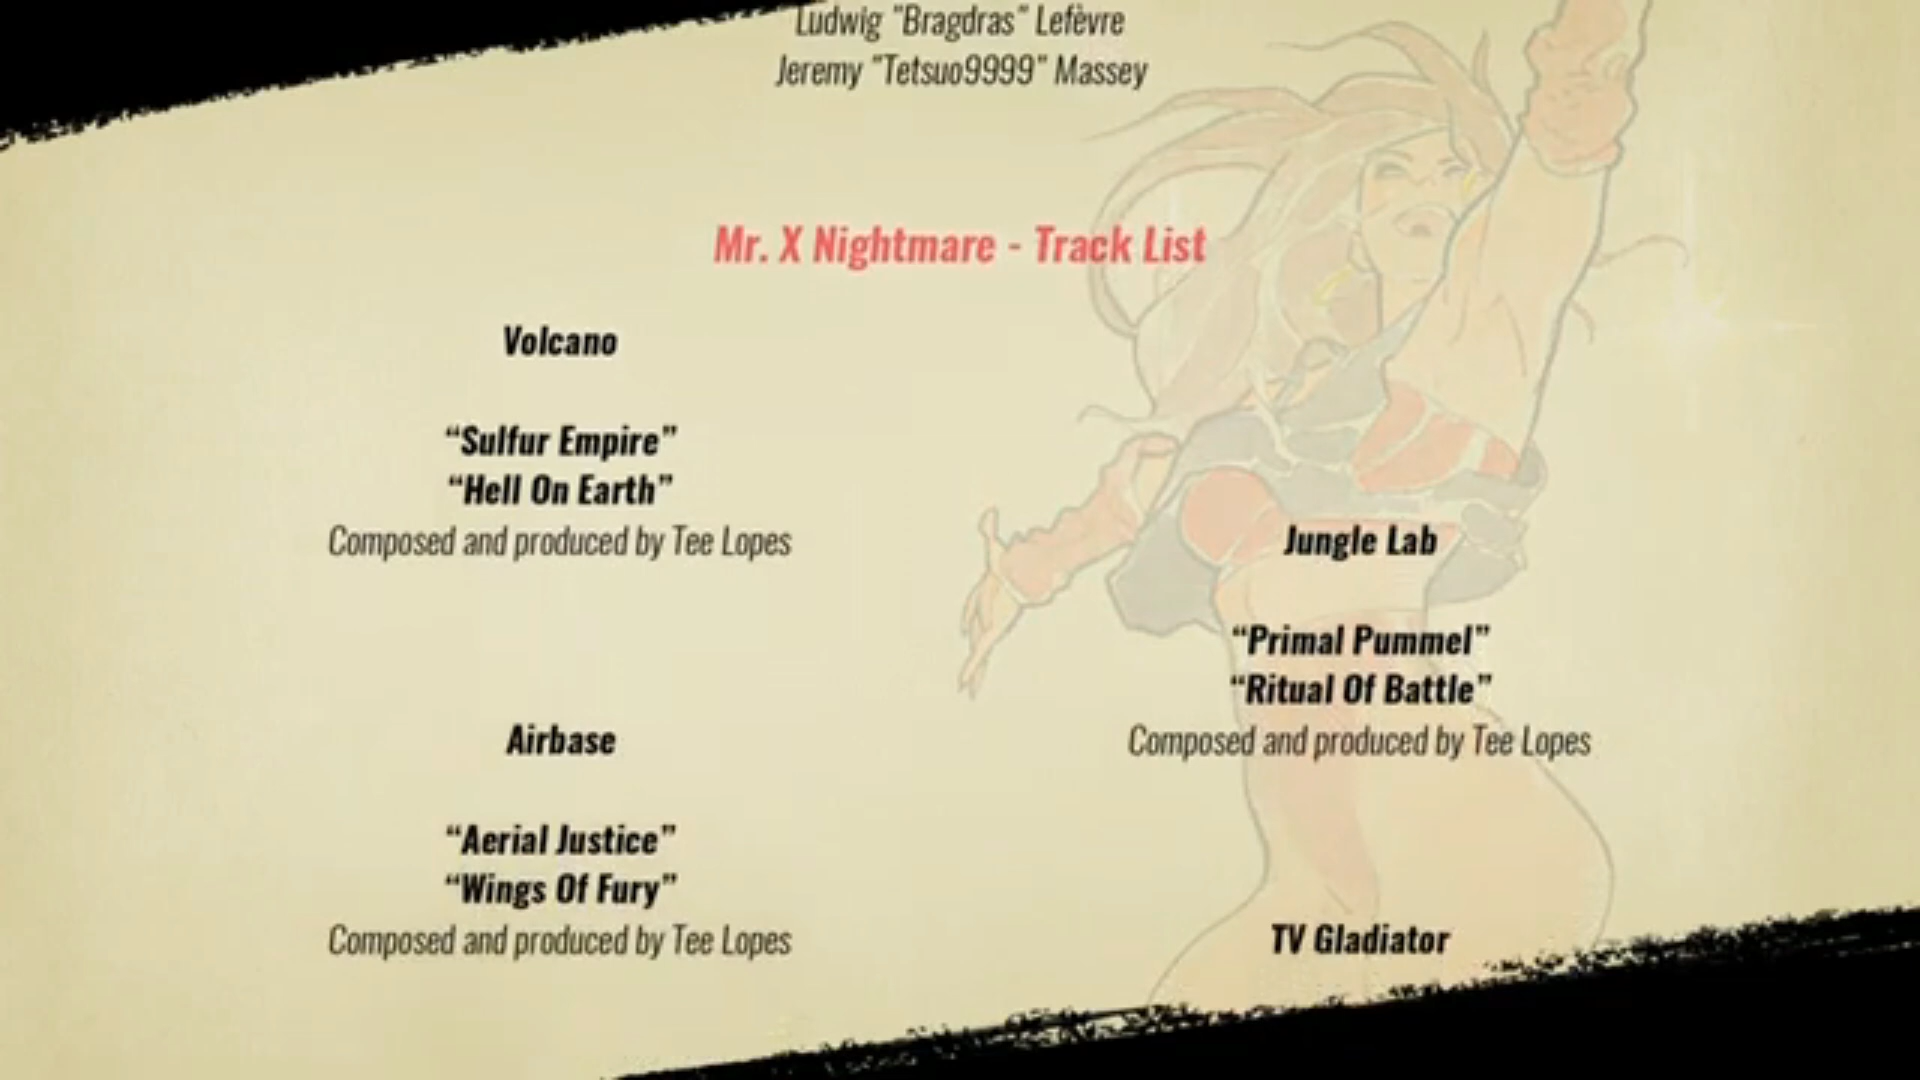 Ludwig "Bragdras" Lefèvre
Jeremy "Tetsuo9999" Massey
Mr. X Nightmare - Track List
Volcano
“Sulfur Empire”
“Hell On Earth”
Composed and produced by Tee Lopes
Jungle Lab
“Primal Pummel”
“Ritual Of Battle”
Composed and produced by Tee Lopes
Airbase
“Aerial Justice”
“Wings Of Fury”
Composed and produced by Tee Lopes
TV Gladiator